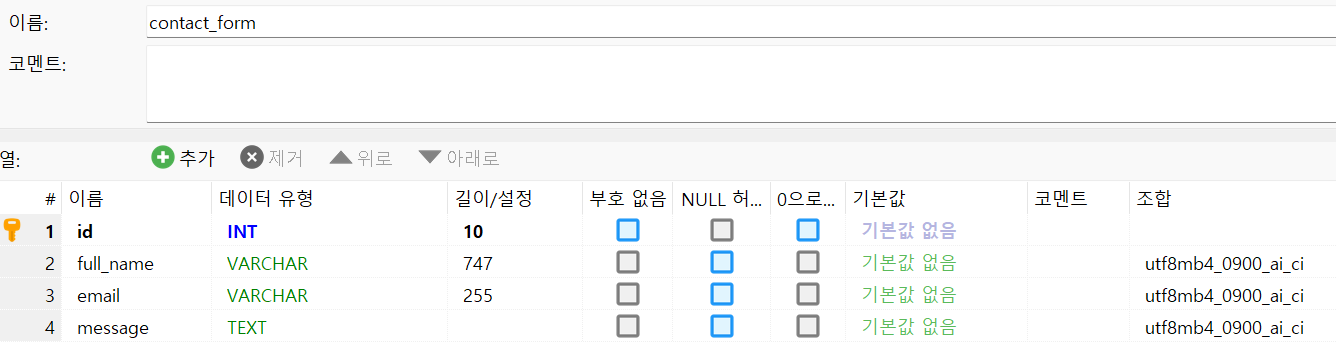 이름: contact_form
코멘트:
열: 추가 제거 위로 아래로
# 이름 데이터 유형 길이/설정 부호 없음 NULL 허... 0으로... 기본값 코멘트 조합
1 id INT 10 기본값 없음
2 full_name VARCHAR 747 기본값 없음 utf8mb4_0900_ai_ci
3 email VARCHAR 255 기본값 없음 utf8mb4_0900_ai_ci
4 message TEXT 기본값 없음 utf8mb4_0900_ai_ci